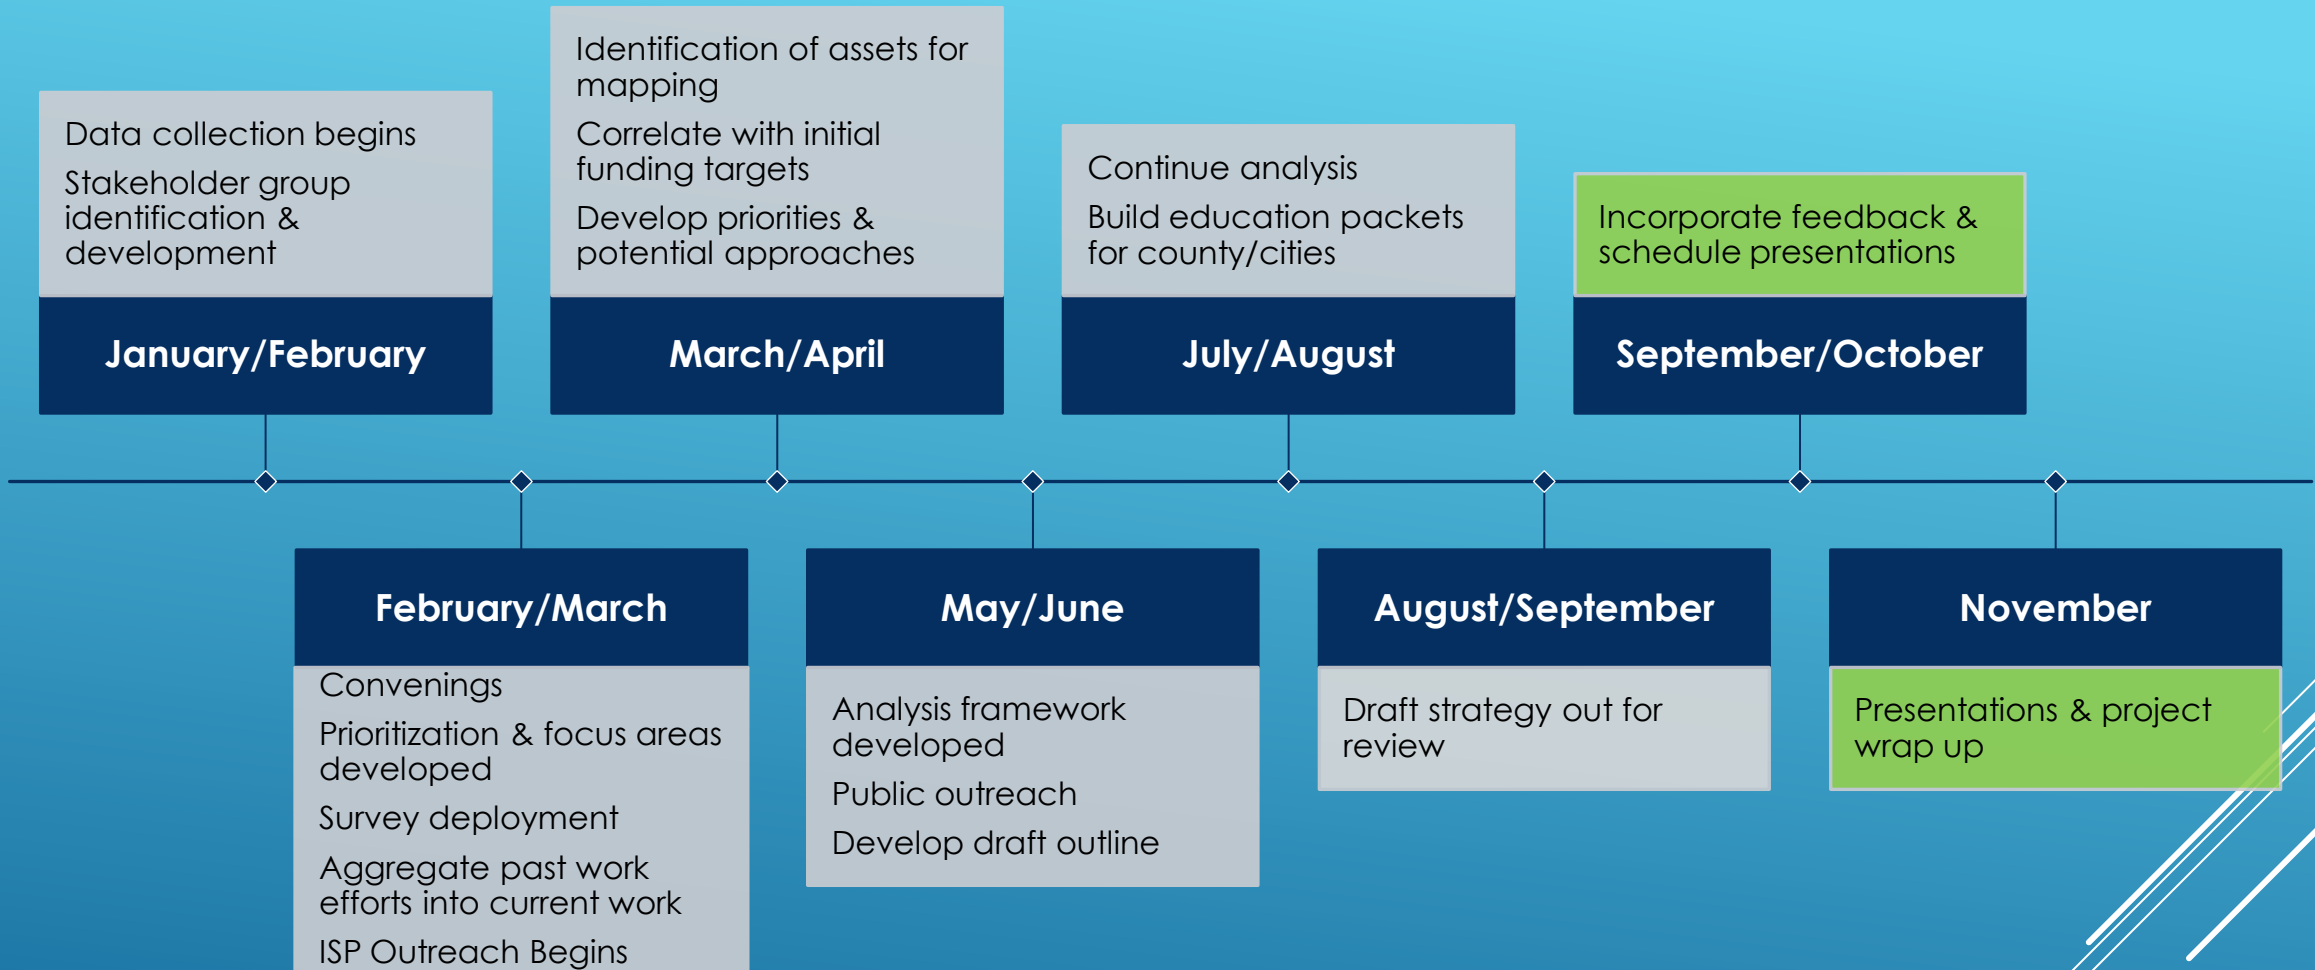 Data collection begins
Stakeholder group
identification &
development
January/February
Convenings
Prioritization & focus areas
developed
Survey deployment
Aggregate past work
efforts into current work
ISP Outreach Begins
February/March
Identification of assets for
mapping
Correlate with initial
funding targets
Develop priorities &
potential approaches
March/April
May/June
Analysis framework
developed
Public outreach
Develop draft outline
Continue analysis
Build education packets
for county/cities
July/August
August/September
Draft strategy out for
review
Incorporate feedback &
schedule presentations
September/October
November
Presentations & project
wrap up